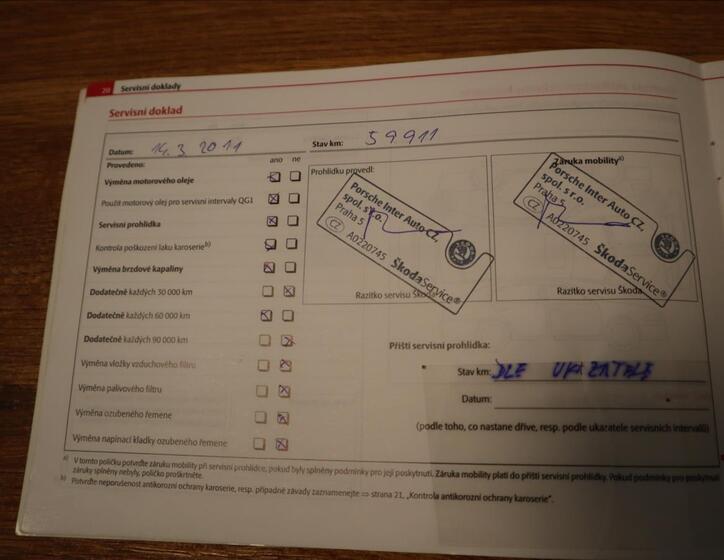 20 Servisní doklady
Servisní doklad
Datum: 14.3 2011 Stav km: 59911
Provedeno: ano ne
Výměna motorového oleje
Použit motorový olej pro servisní intervaly QG1
Servisní prohlídka
Kontrola poškození laku karoserie b)
Výměna brzdové kapaliny
Dodatečně každých 30 000 km
Dodatečně každých 60 000 km
Dodatečně každých 90 000 km
Výměna vložky vzduchového filtru
Výměna palivového filtru
Výměna ozubeného řemene
Výměna napínací kladky ozubeného řemene
Prohlídku provedl:
Porsche Inter Auto CZ,
spol. s r.o.
Praha 5
CZ A0220745 ŠkodaService®
Razítko servisu Škoda
Záruka mobility a)
Porsche Inter Auto CZ,
spol. s r.o.
Praha 5
CZ A0220745 ŠkodaService®
Razítko servisu Škoda
Příští servisní prohlídka:
Stav km: DLE UKAZATELE
Datum:
(podle toho, co nastane dříve, resp. podle ukazatele servisních intervalů)
a) V tomto políčku potvrďte záruku mobility při servisní prohlídce, pokud byly splněny podmínky pro její poskytnutí. Záruka mobility platí do příští servisní prohlídky. Pokud podmínky pro poskytnutí
záruky splněny nebyly, políčko proškrtněte.
b) Potvrďte neporušenost antikorozní ochrany karoserie, resp. případné závady zaznamenejte ⇒ strana 21, „Kontrola antikorozní ochrany karoserie".